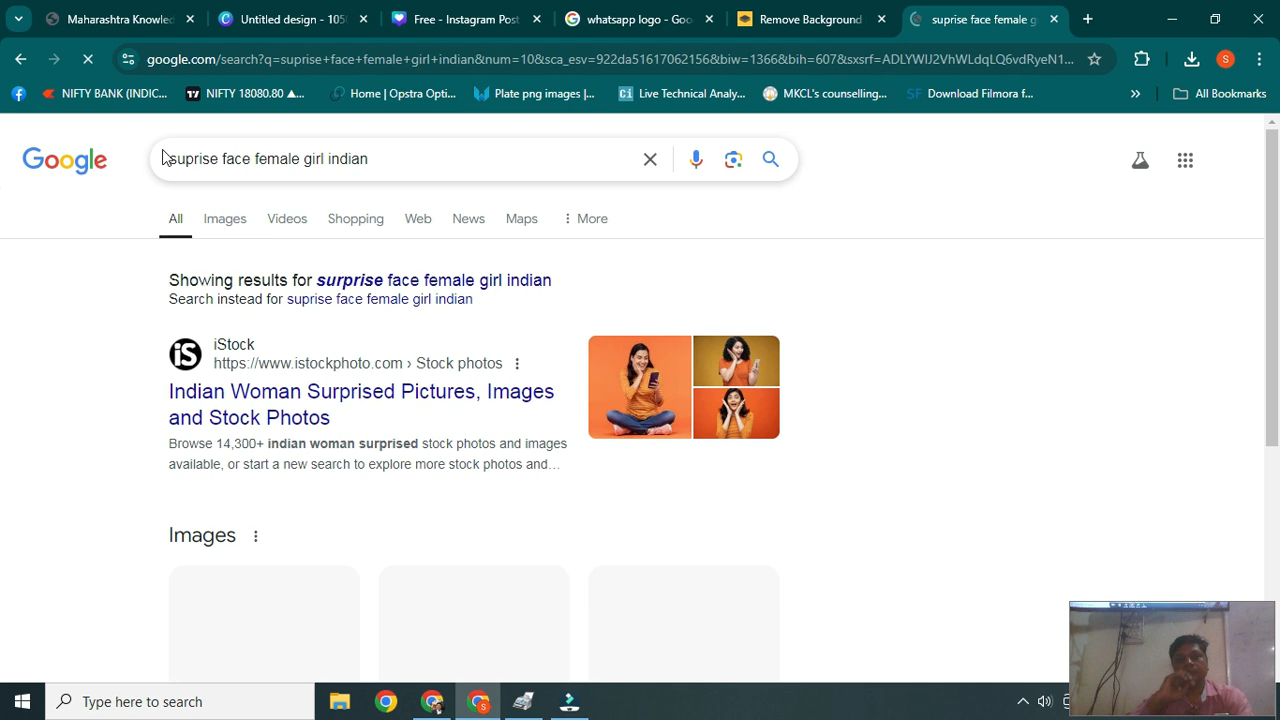 Maharashtra Knowled
Untitled design - 105
Free - Instagram Post
whatsapp logo - Goo
Remove Background
suprise face female g
google.com/search?q=suprise+face+female+girl+indian&num=10&sca_esv=922da51617062156&biw=1366&bih=607&sxsrf=ADLYWIJ2VhWLdqLQ6vdRyeN1...
S
NIFTY BANK (INDIC...
NIFTY 18080.80 ▲...
Home | Opstra Opti...
Plate png images |...
Ci Live Technical Analy...
MKCL's counselling...
SF Download Filmora f...
»
All Bookmarks
Google
suprise face female girl indian
All
Images
Videos
Shopping
Web
News
Maps
More
Showing results for surprise face female girl indian
Search instead for suprise face female girl indian
iS
iStock
https://www.istockphoto.com › Stock photos
Indian Woman Surprised Pictures, Images
and Stock Photos
Browse 14,300+ indian woman surprised stock photos and images
available, or start a new search to explore more stock photos and...
Images
Type here to search